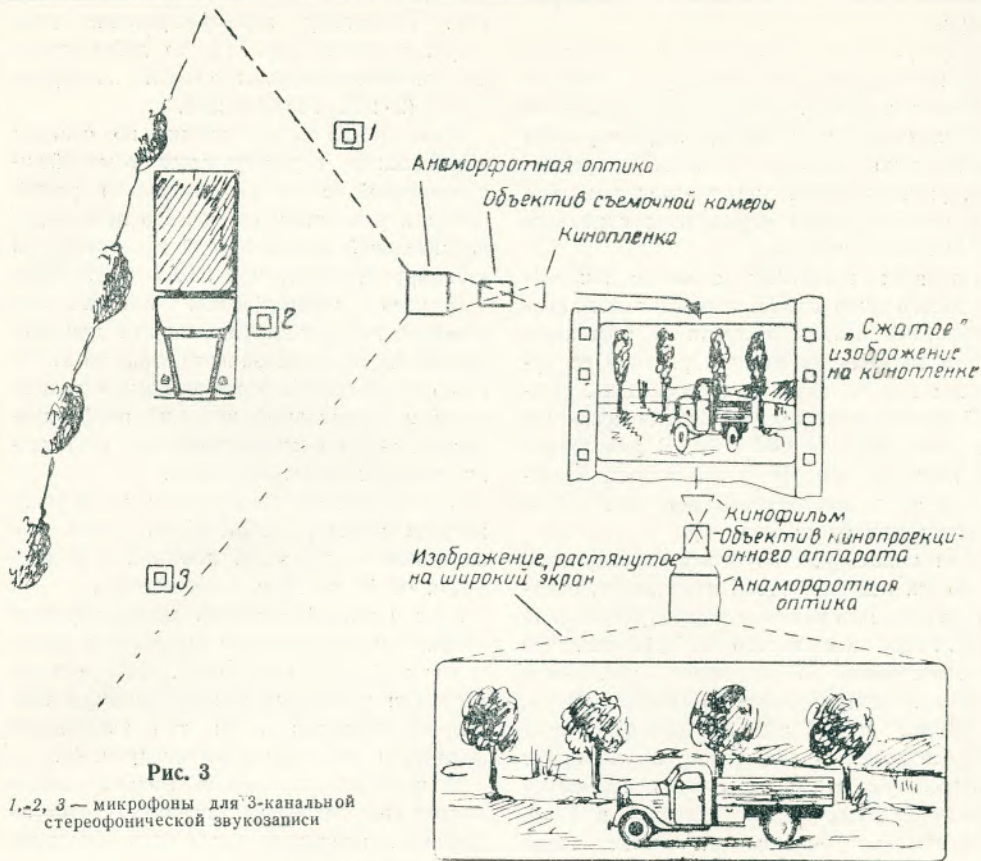 1
Анаморфотная оптика
Объектив съемочной камеры
Кинопленка
2
„Сжатое"
изображение
на кинопленке
Кинофильм
Объектив кинопроекци-
онного аппарата
Анаморфотная
оптика
Изображение, растянутое
на широкий экран
3
Рис. 3
1, 2, 3 — микрофоны для 3-канальной
стереофонической звукозаписи